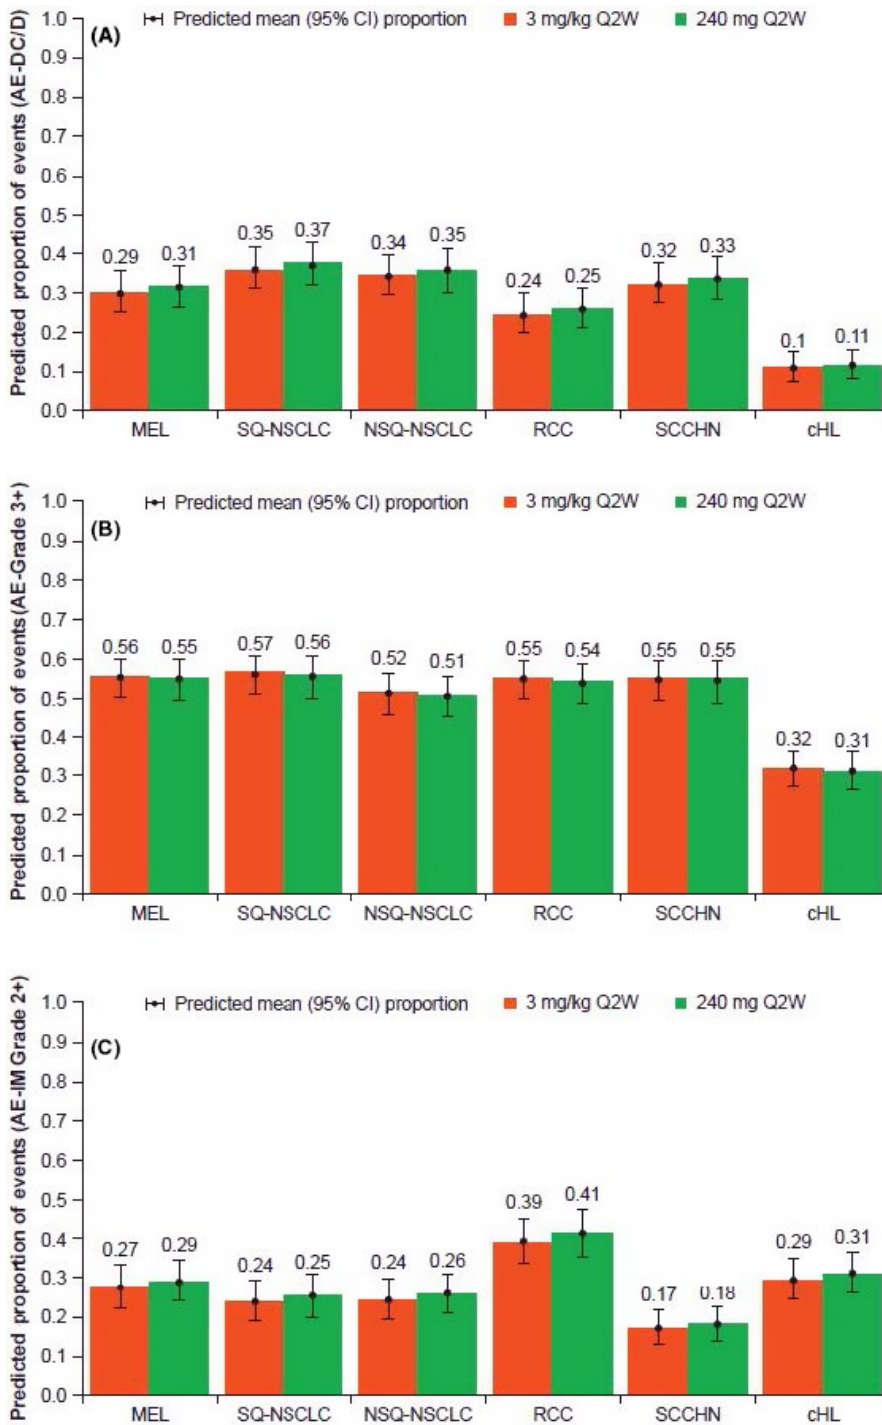 (A)
Predicted mean (95% CI) proportion 3 mg/kg Q2W 240 mg Q2W
Predicted proportion of events (AE-DC/D)
1.0
0.9
0.8
0.7
0.6
0.5
0.4
0.3
0.2
0.1
0.0
0.29 0.31 0.35 0.37 0.34 0.35 0.24 0.25 0.32 0.33 0.1 0.11
MEL SQ-NSCLC NSQ-NSCLC RCC SCCHN cHL
(B)
Predicted mean (95% CI) proportion 3 mg/kg Q2W 240 mg Q2W
Predicted proportion of events (AE-Grade 3+)
1.0
0.9
0.8
0.7
0.6
0.5
0.4
0.3
0.2
0.1
0.0
0.56 0.55 0.57 0.56 0.52 0.51 0.55 0.54 0.55 0.55 0.32 0.31
MEL SQ-NSCLC NSQ-NSCLC RCC SCCHN cHL
(C)
Predicted mean (95% CI) proportion 3 mg/kg Q2W 240 mg Q2W
Predicted proportion of events (AE-IM Grade 2+)
1.0
0.9
0.8
0.7
0.6
0.5
0.4
0.3
0.2
0.1
0.0
0.27 0.29 0.24 0.25 0.24 0.26 0.39 0.41 0.17 0.18 0.29 0.31
MEL SQ-NSCLC NSQ-NSCLC RCC SCCHN cHL